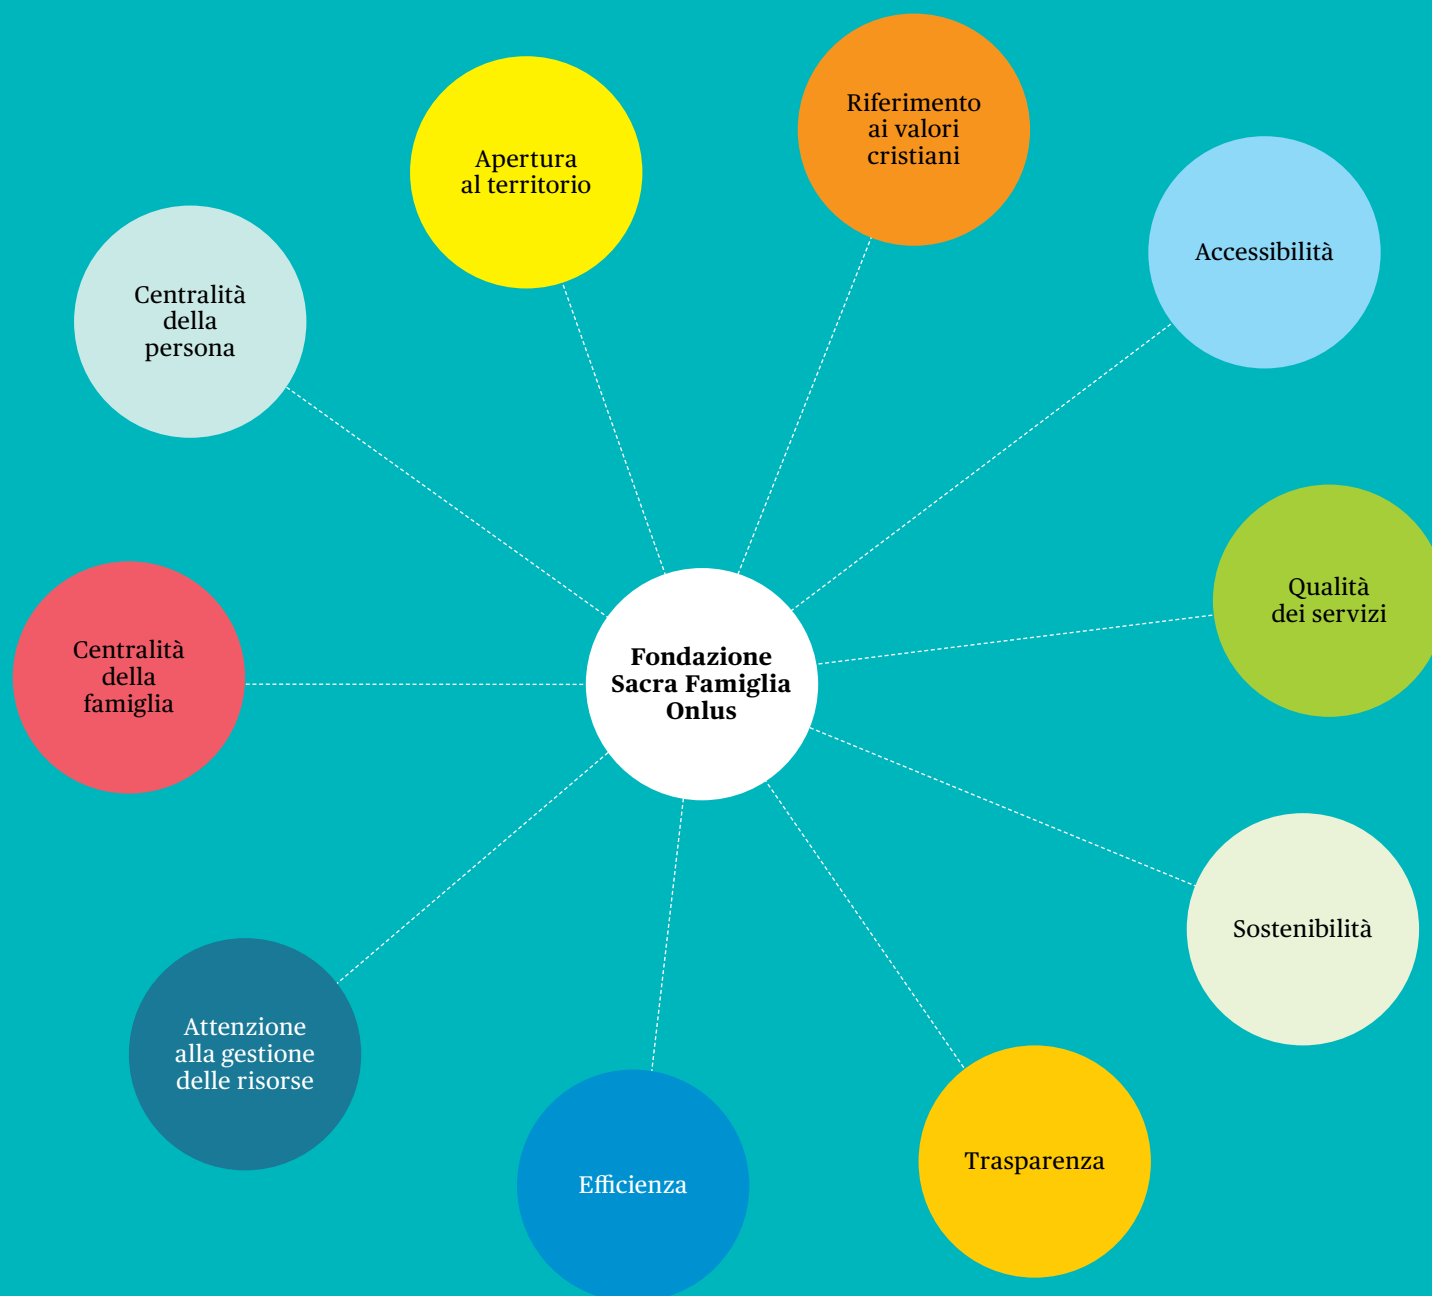 Riferimento
ai valori
cristiani
Apertura
al territorio
Accessibilità
Centralità
della
persona
Qualità
dei servizi
Centralità
della
famiglia
Fondazione
Sacra Famiglia
Onlus
Sostenibilità
Attenzione
alla gestione
delle risorse
Trasparenza
Efficienza